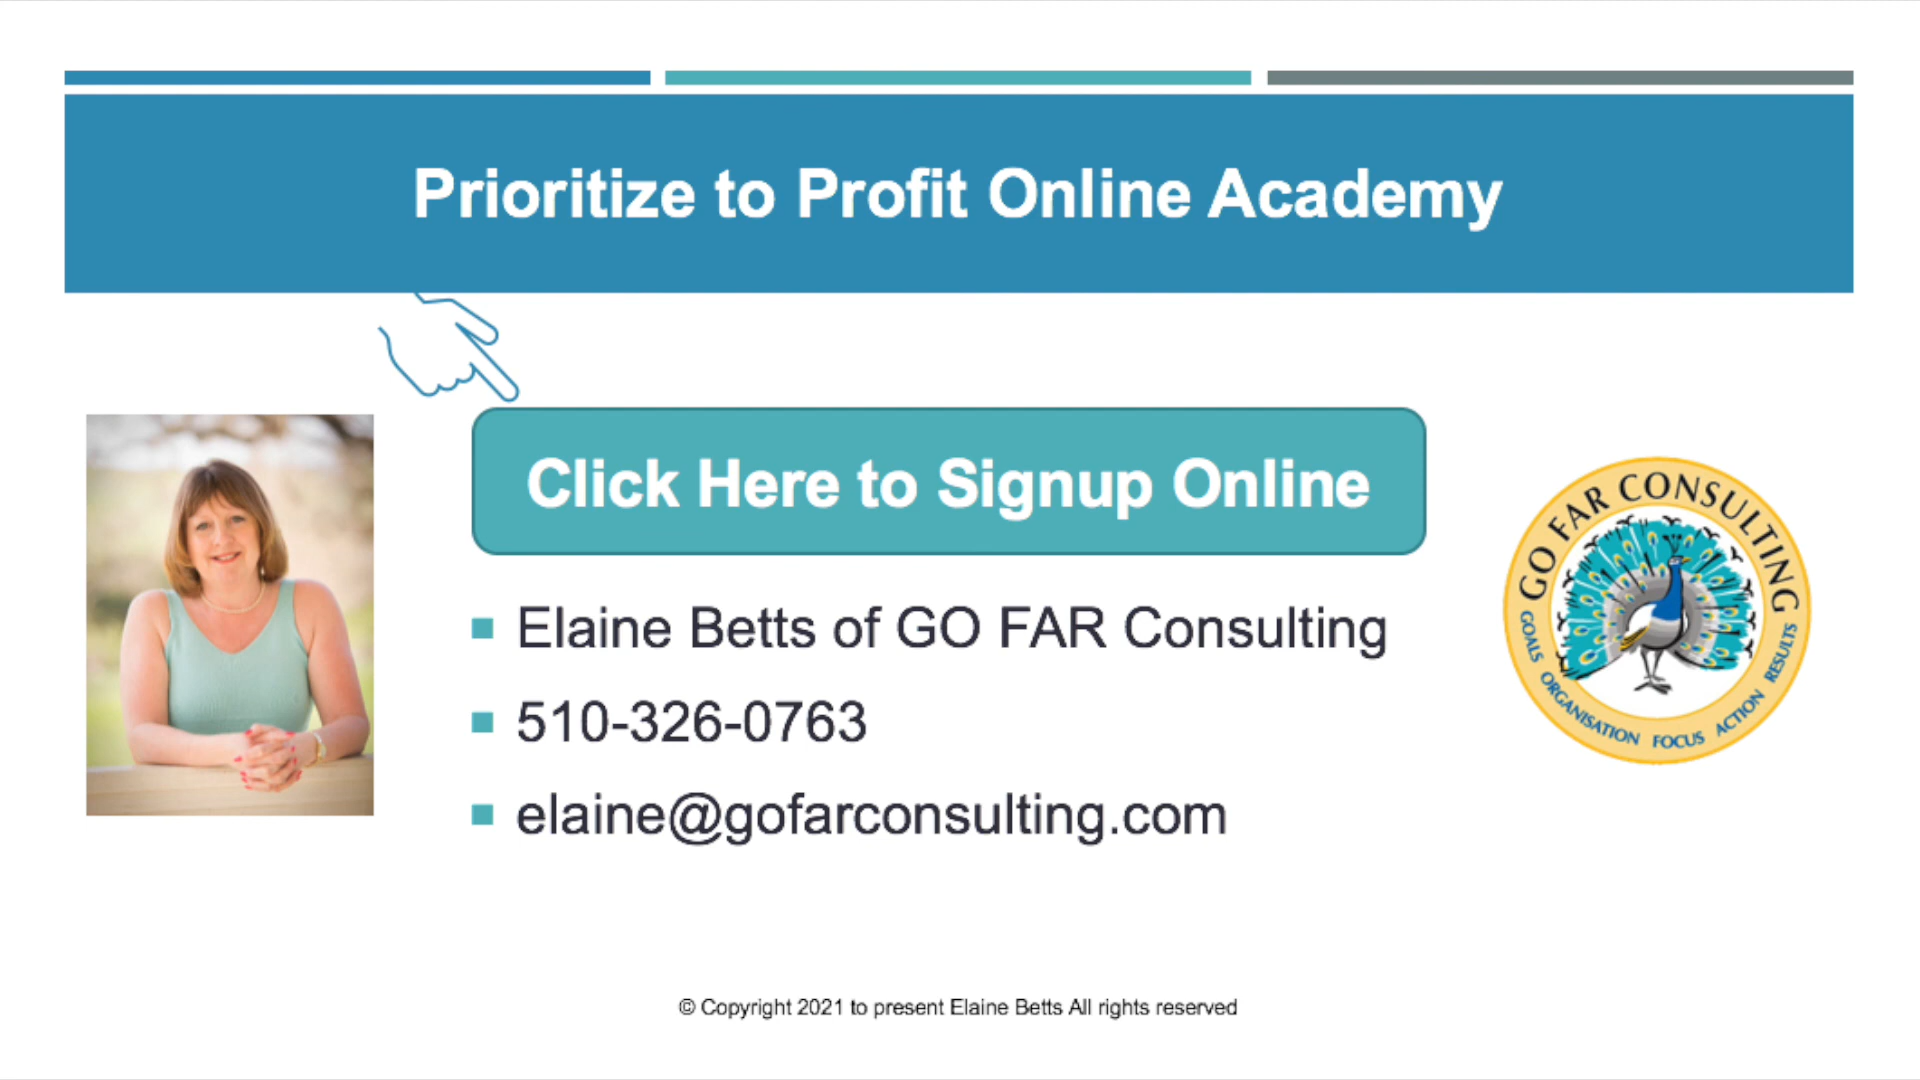 Prioritize to Profit Online Academy
Click Here to Signup Online
Elaine Betts of GO FAR Consulting
510-326-0763
elaine@gofarconsulting.com
GO FAR CONSULTING
GOALS ORGANISATION FOCUS ACTION RESULTS
© Copyright 2021 to present Elaine Betts All rights reserved